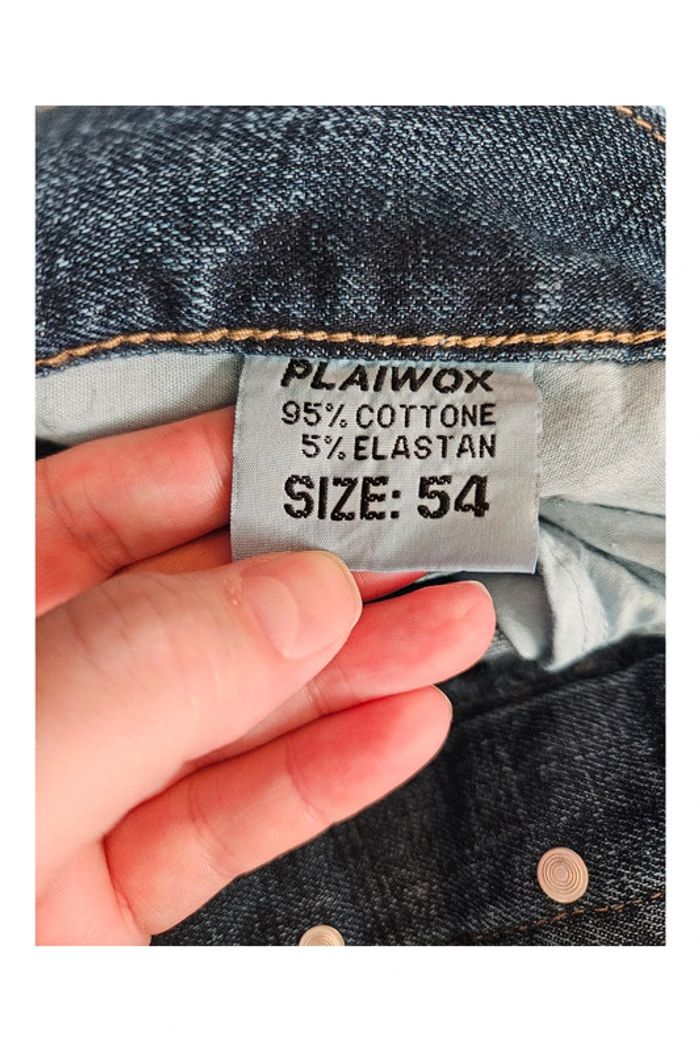 PLAIWOX
95% COTTONE
5% ELASTAN
SIZE: 54